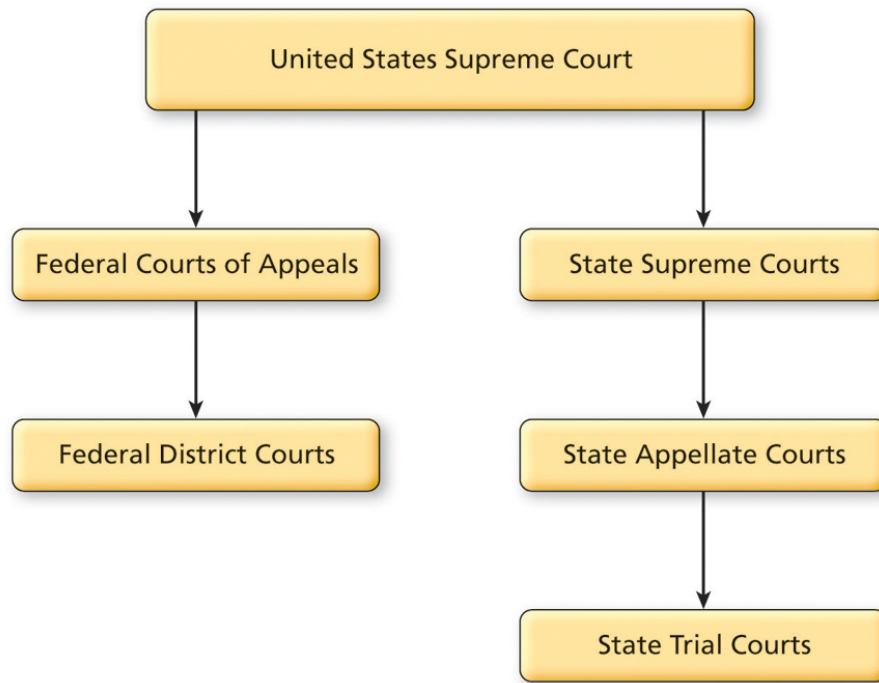 United States Supreme Court
Federal Courts of Appeals
State Supreme Courts
Federal District Courts
State Appellate Courts
State Trial Courts